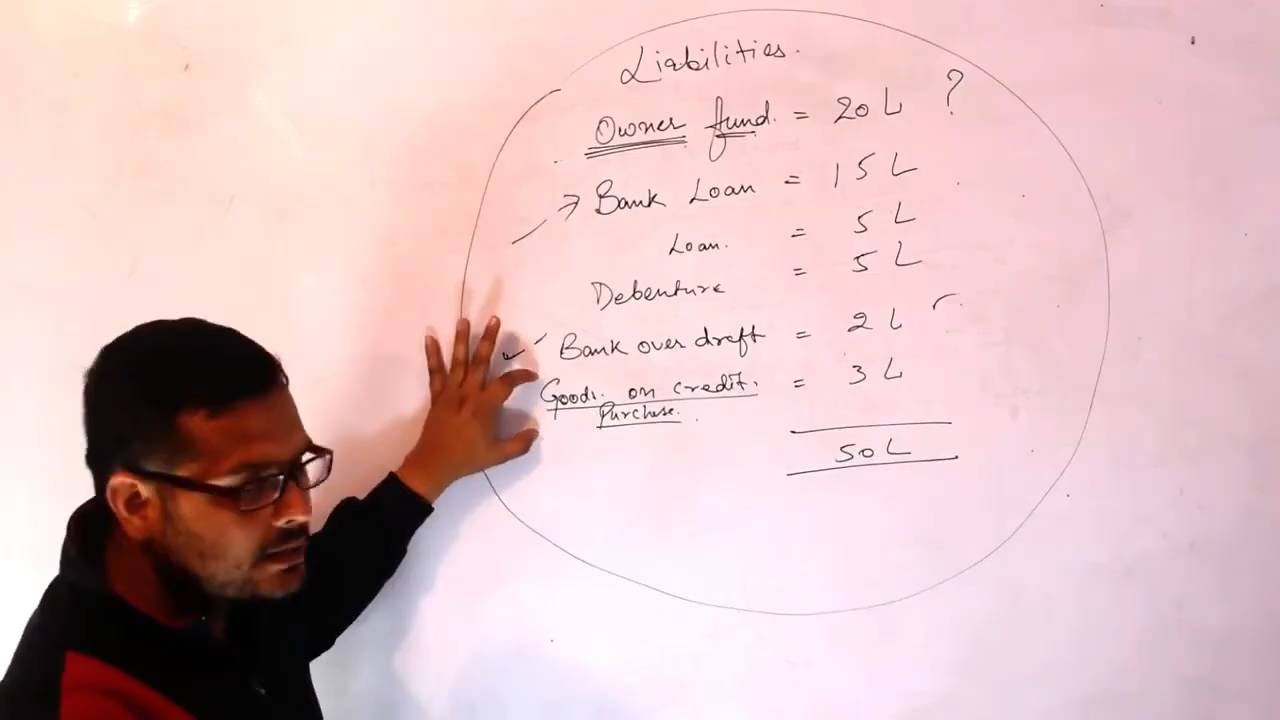 Liabilities.
Owner fund. = 20 L ?
Bank Loan = 15 L
Loan. = 5 L
Debenture = 5 L
Bank over draft = 2 L
Goods. on credit. = 3 L
Purchase.
50 L